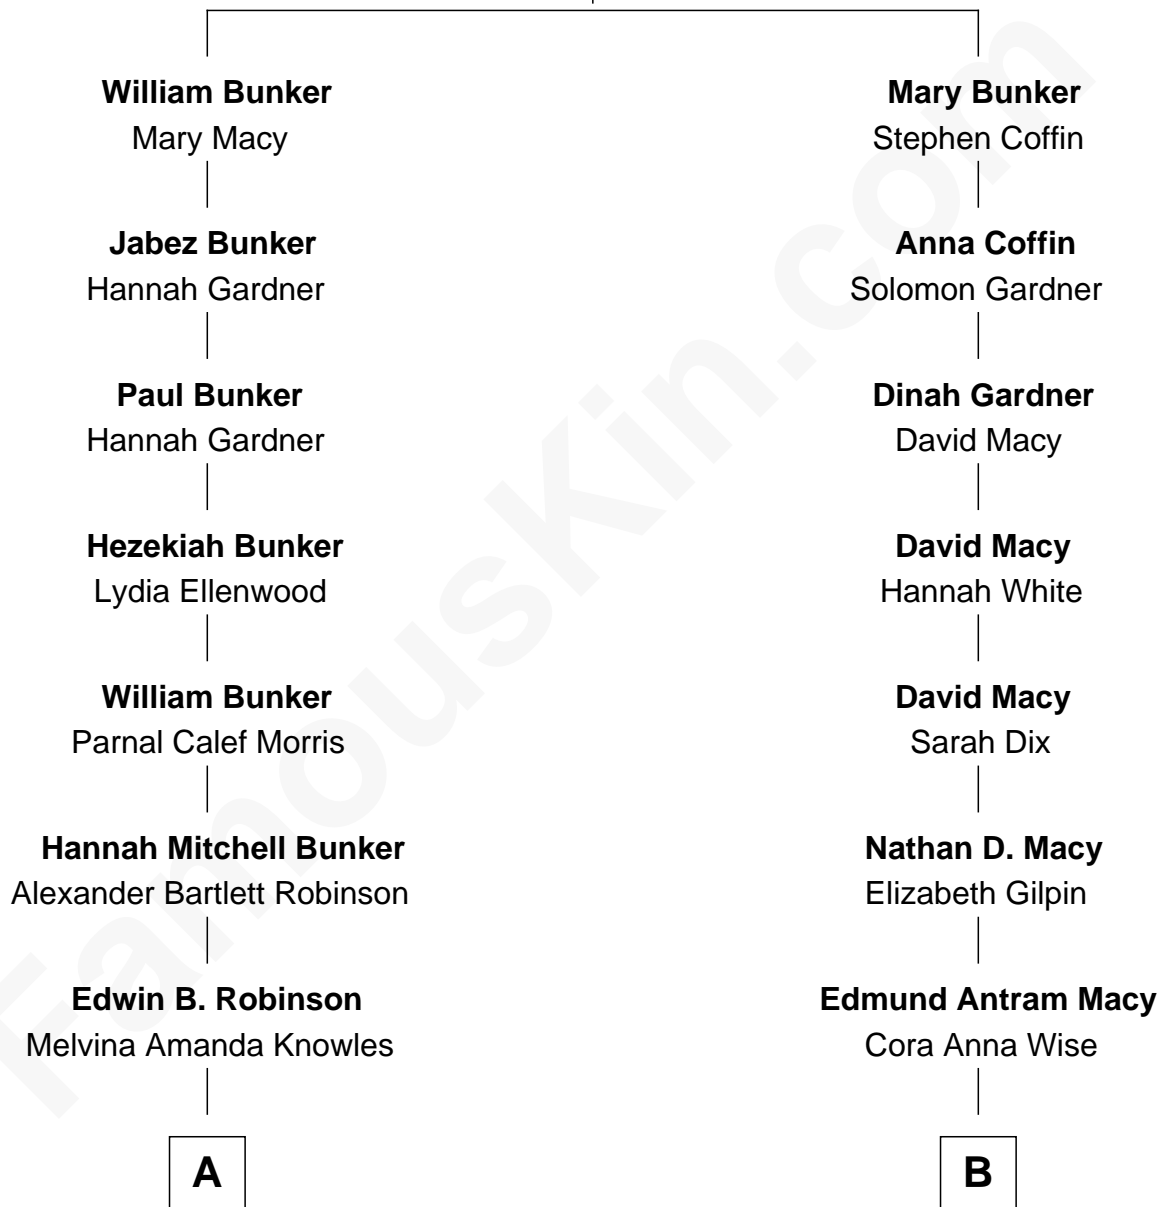 William Bunker
Mary Macy
Mary Bunker
Stephen Coffin
Jabez Bunker
Hannah Gardner
Anna Coffin
Solomon Gardner
Paul Bunker
Hannah Gardner
Dinah Gardner
David Macy
Hezekiah Bunker
Lydia Ellenwood
David Macy
Hannah White
William Bunker
Parnal Calef Morris
David Macy
Sarah Dix
Hannah Mitchell Bunker
Alexander Bartlett Robinson
Nathan D. Macy
Elizabeth Gilpin
Edwin B. Robinson
Melvina Amanda Knowles
Edmund Antram Macy
Cora Anna Wise
A
B
FamousKin.com